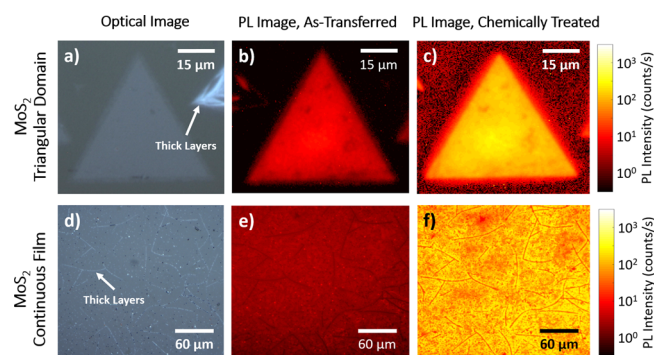 Optical Image
PL Image, As-Transferred
PL Image, Chemically Treated
MoS₂
Triangular Domain
a)
15 µm
Thick Layers
b)
15 µm
c)
15 µm
10³
10²
10¹
10⁰
PL Intensity (counts/s)
MoS₂
Continuous Film
d)
Thick Layers
60 µm
e)
60 µm
f)
60 µm
10³
10²
10¹
10⁰
PL Intensity (counts/s)